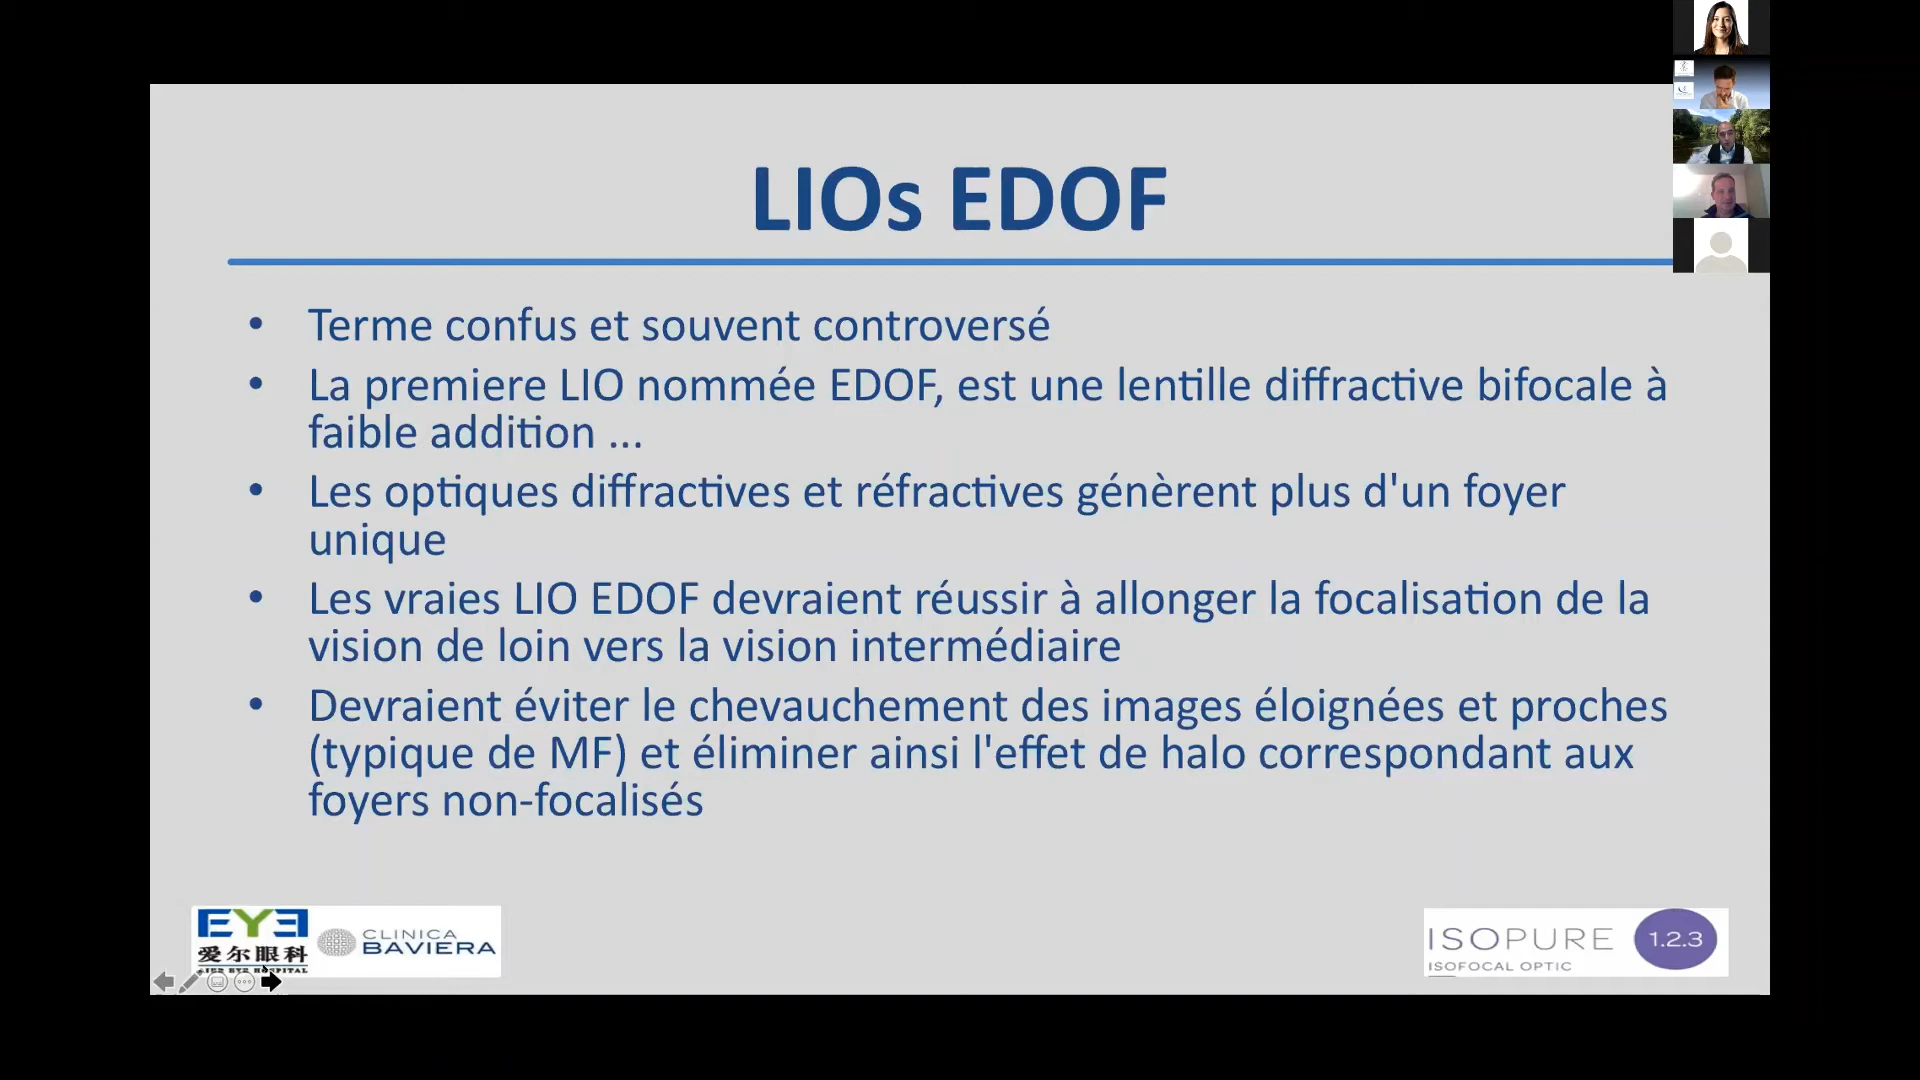 LIOs EDOF
• Terme confus et souvent controversé
• La premiere LIO nommée EDOF, est une lentille diffractive bifocale à
faible addition ...
• Les optiques diffractives et réfractives génèrent plus d'un foyer
unique
• Les vraies LIO EDOF devraient réussir à allonger la focalisation de la
vision de loin vers la vision intermédiaire
• Devraient éviter le chevauchement des images éloignées et proches
(typique de MF) et éliminer ainsi l'effet de halo correspondant aux
foyers non-focalisés
EYE
爱尔眼科
AIER EYE HOSPITAL
CLINICA
BAVIERA
ISOPURE 1.2.3
ISOFOCAL OPTIC